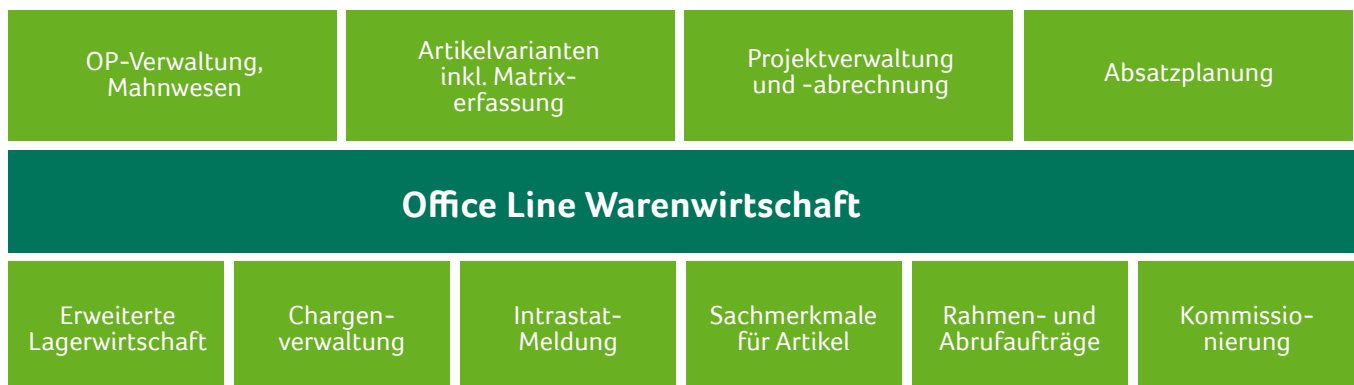 OP-Verwaltung,
Mahnwesen
Artikelvarianten
inkl. Matrix-
erfassung
Projektverwaltung
und -abrechnung
Absatzplanung
Office Line Warenwirtschaft
Erweiterte
Lagerwirtschaft
Chargen-
verwaltung
Intrastat-
Meldung
Sachmerkmale
für Artikel
Rahmen- und
Abrufaufträge
Kommissio-
nierung